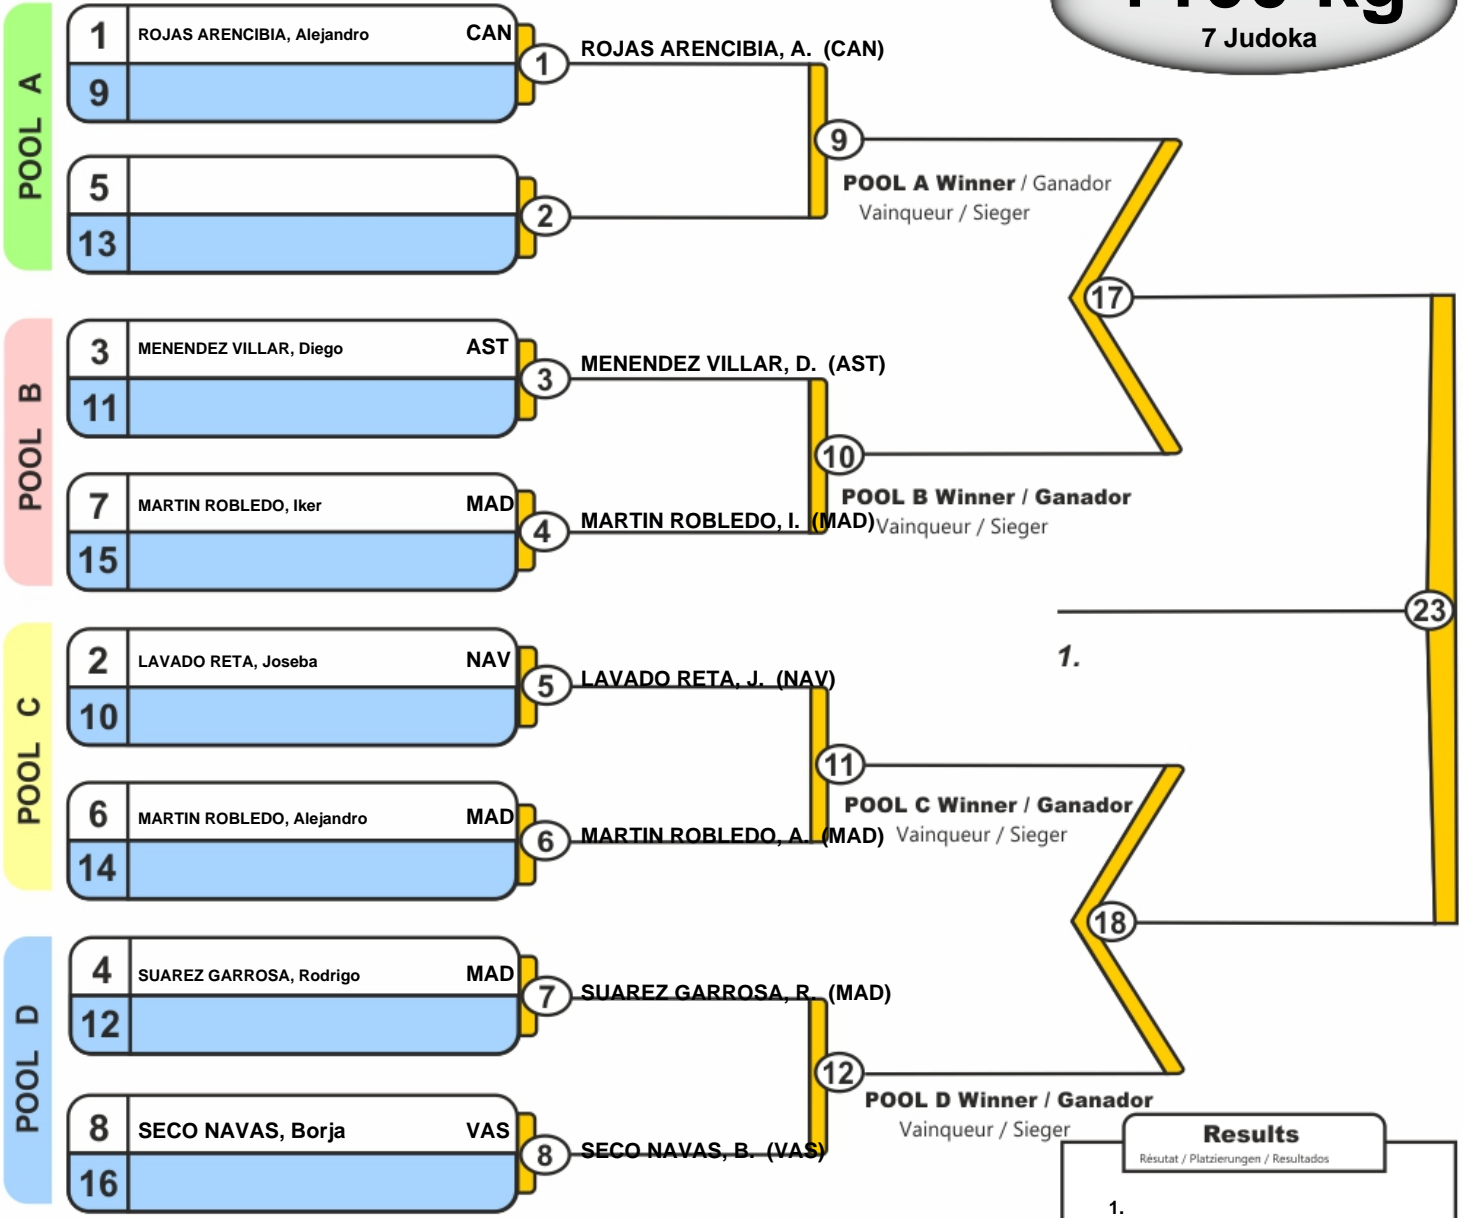 kg
7 Judoka
POOL A
1 ROJAS ARENCIBIA, Alejandro CAN
9
1
ROJAS ARENCIBIA, A. (CAN)
5
13
2
9
POOL A Winner / Ganador
Vainqueur / Sieger
17
POOL B
3 MENENDEZ VILLAR, Diego AST
11
3
MENENDEZ VILLAR, D. (AST)
7 MARTIN ROBLEDO, Iker MAD
15
4
MARTIN ROBLEDO, I. (MAD)
10
POOL B Winner / Ganador
Vainqueur / Sieger
23
1.
POOL C
2 LAVADO RETA, Joseba NAV
10
5
LAVADO RETA, J. (NAV)
6 MARTIN ROBLEDO, Alejandro MAD
14
6
MARTIN ROBLEDO, A. (MAD)
11
POOL C Winner / Ganador
Vainqueur / Sieger
18
POOL D
4 SUAREZ GARROSA, Rodrigo MAD
12
7
SUAREZ GARROSA, R. (MAD)
8 SECO NAVAS, Borja VAS
16
8
SECO NAVAS, B. (VAS)
12
POOL D Winner / Ganador
Vainqueur / Sieger
Results
Résutat / Platzierungen / Resultados
1.